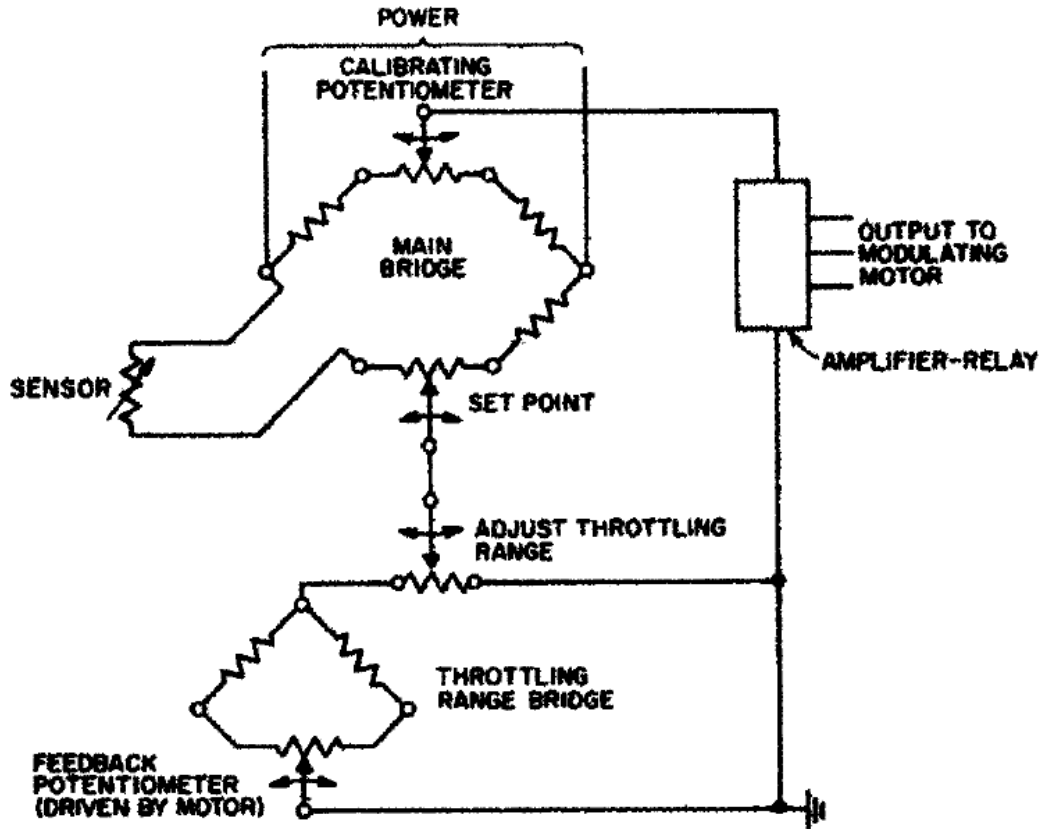 POWER
CALIBRATING
POTENTIOMETER
MAIN
BRIDGE
OUTPUT TO
MODULATING
MOTOR
AMPLIFIER-RELAY
SENSOR
SET POINT
ADJUST THROTTLING
RANGE
THROTTLING
RANGE BRIDGE
FEEDBACK
POTENTIOMETER
(DRIVEN BY MOTOR)